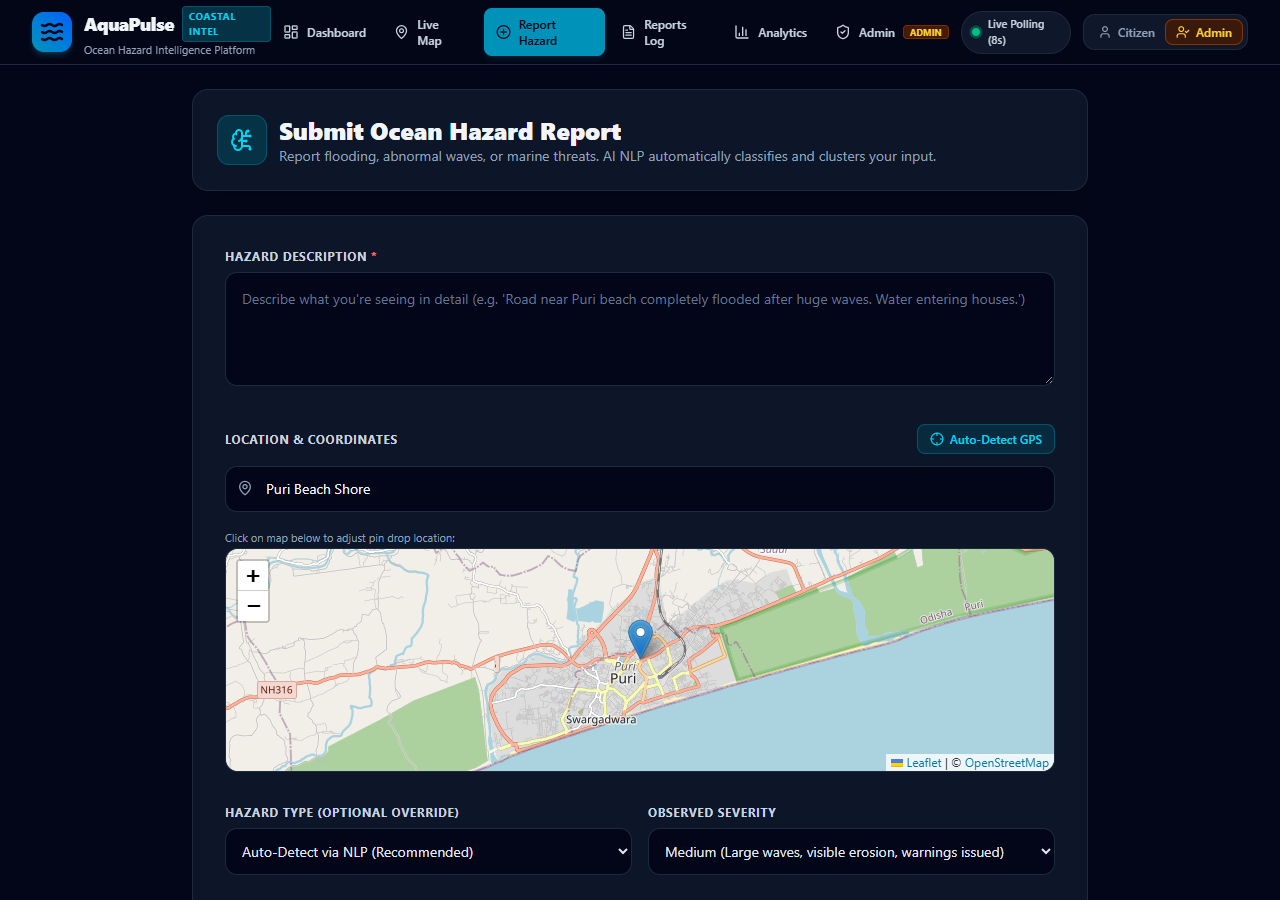 AquaPulse
COASTAL
INTEL
Ocean Hazard Intelligence Platform
Dashboard
Live
Map
Report
Hazard
Reports
Log
Analytics
Admin
ADMIN
Live Polling
(8s)
Citizen
Admin
Submit Ocean Hazard Report
Report flooding, abnormal waves, or marine threats. AI NLP automatically classifies and clusters your input.
HAZARD DESCRIPTION *
Describe what you're seeing in detail (e.g. 'Road near Puri beach completely flooded after huge waves. Water entering houses.')
LOCATION & COORDINATES
Auto-Detect GPS
Puri Beach Shore
Click on map below to adjust pin drop location:
+
−
Odisha
Puri
Puri
Puri
NH316
Swargadwara
Leaflet | © OpenStreetMap
HAZARD TYPE (OPTIONAL OVERRIDE)
OBSERVED SEVERITY
Auto-Detect via NLP (Recommended)
Medium (Large waves, visible erosion, warnings issued)